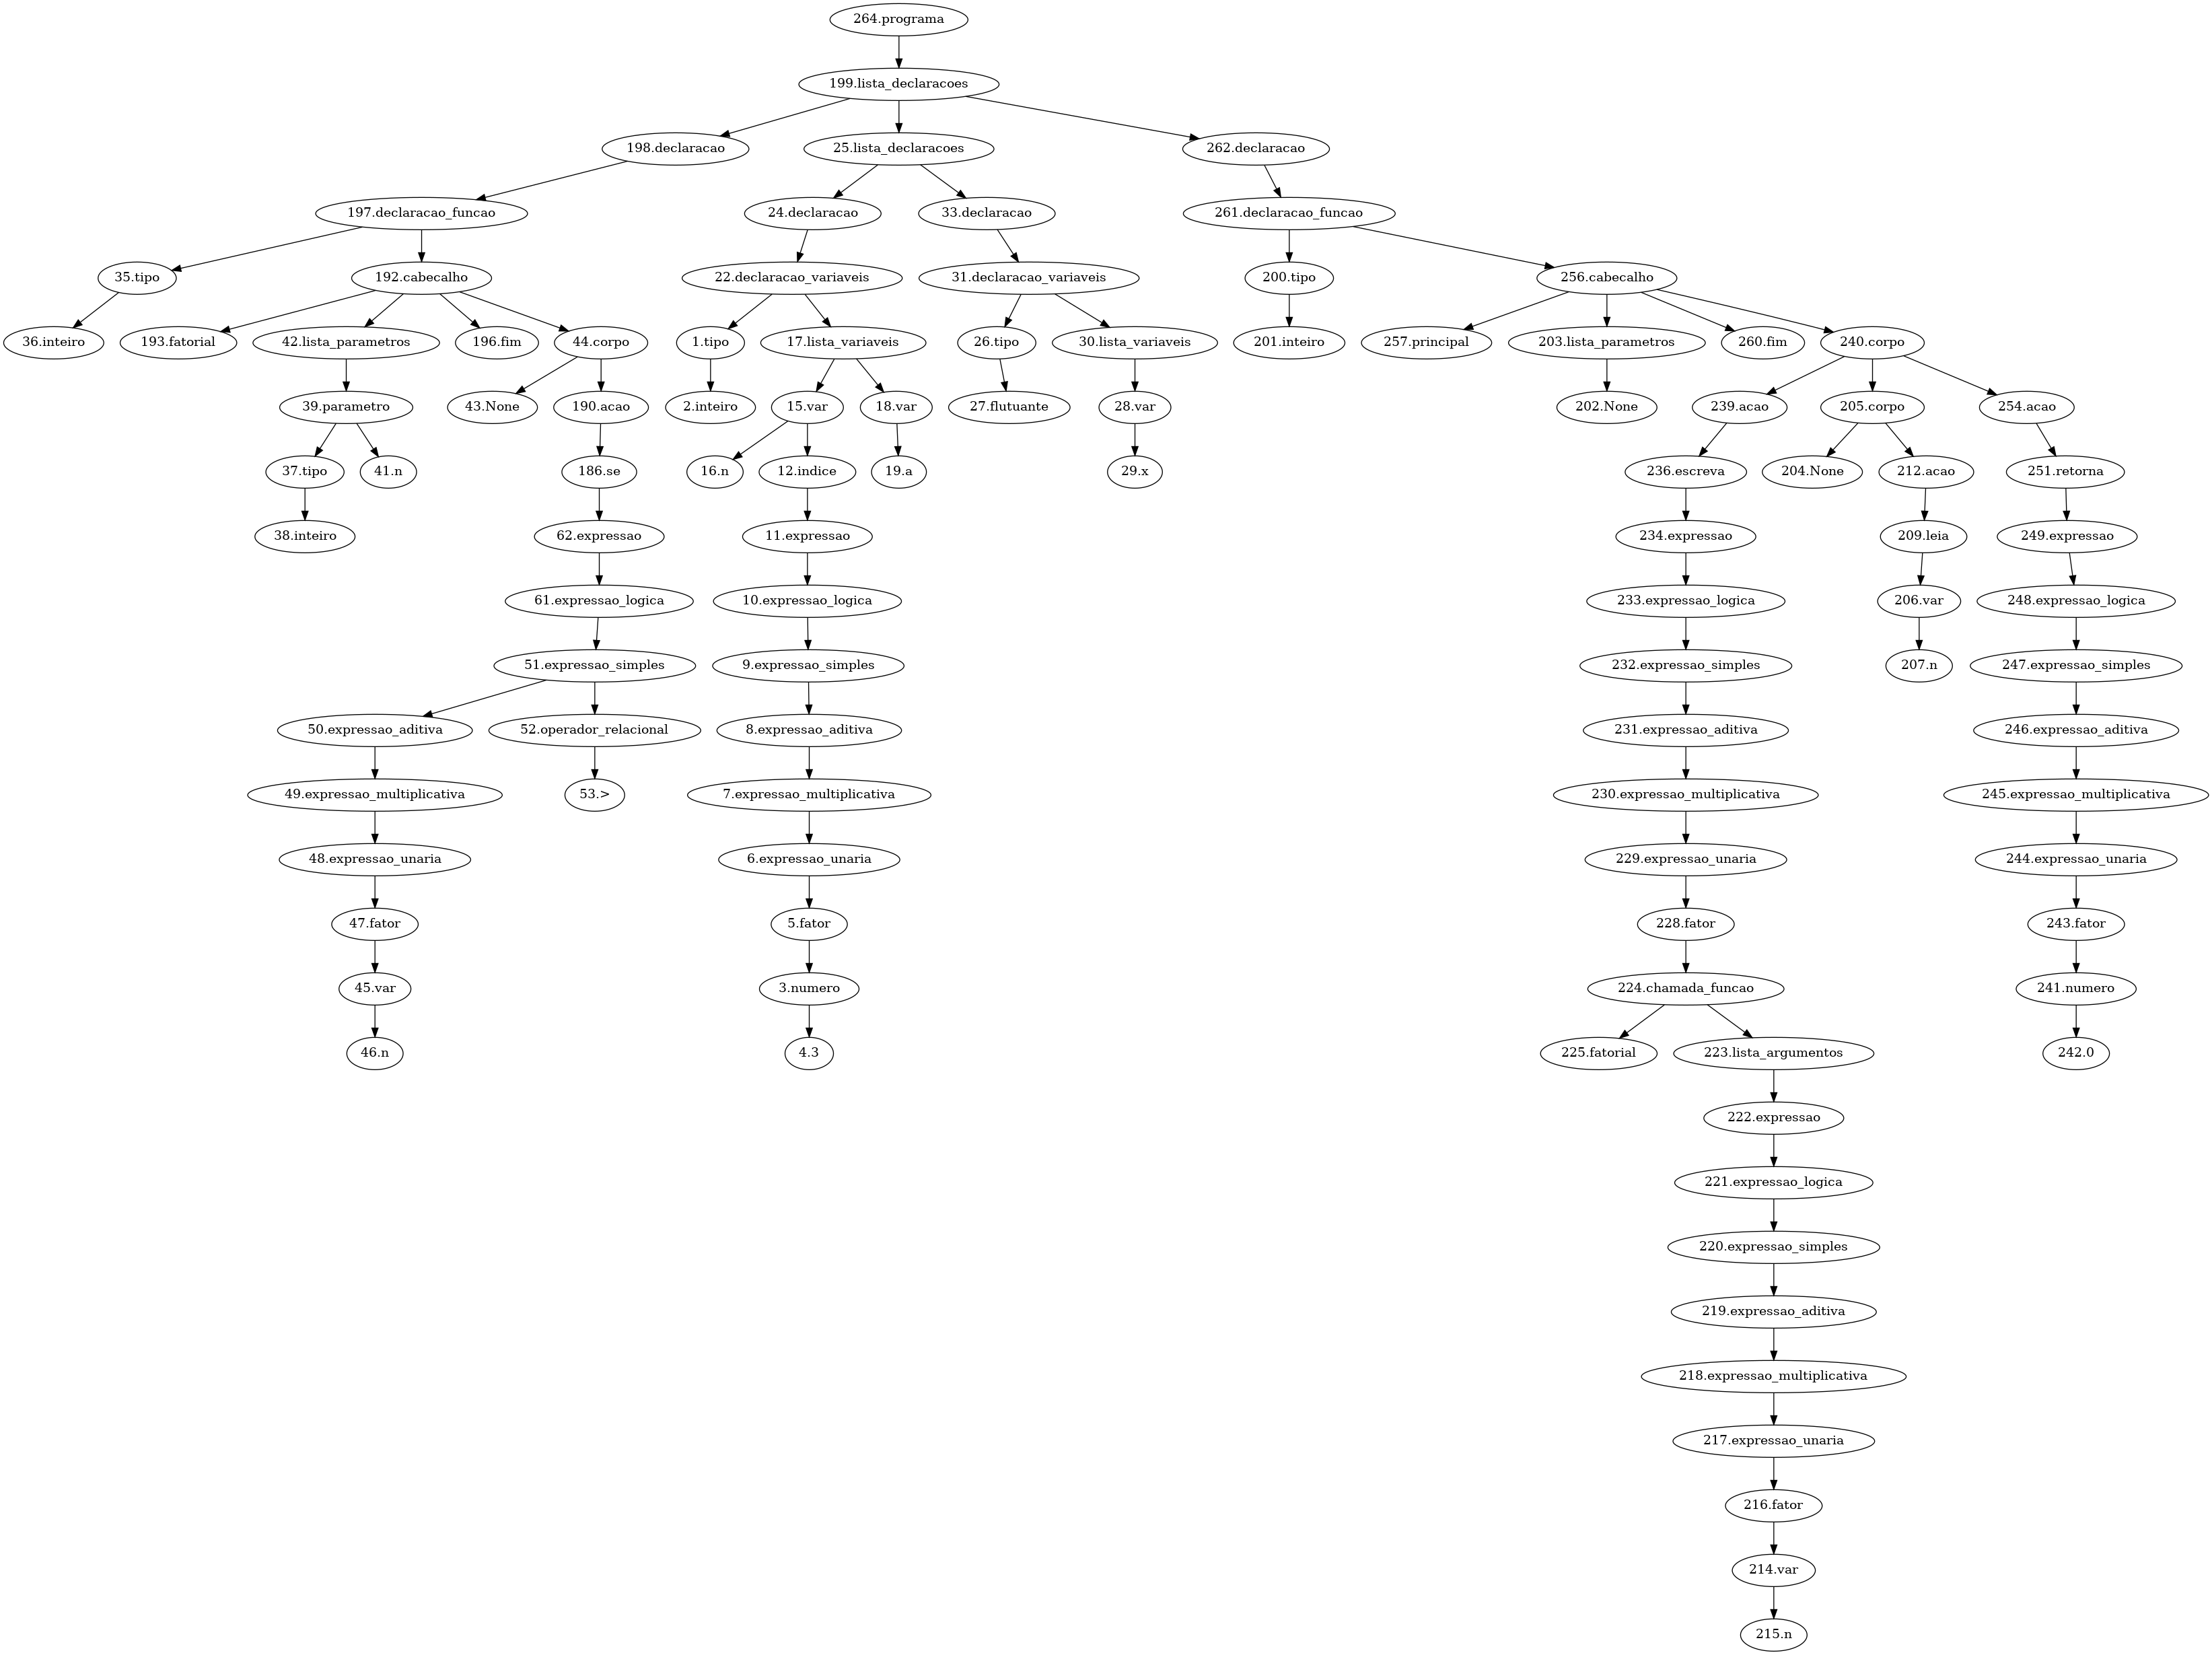 264.programa
199.lista_declaracoes
198.declaracao 25.lista_declaracoes 262.declaracao
197.declaracao_funcao 24.declaracao 33.declaracao 261.declaracao_funcao
35.tipo 192.cabecalho 22.declaracao_variaveis 31.declaracao_variaveis 200.tipo 256.cabecalho
36.inteiro 193.fatorial 42.lista_parametros 196.fim 44.corpo 1.tipo 17.lista_variaveis 26.tipo 30.lista_variaveis 201.inteiro 257.principal 203.lista_parametros 260.fim 240.corpo
39.parametro 43.None 190.acao 2.inteiro 15.var 18.var 27.flutuante 28.var 202.None 239.acao 205.corpo 254.acao
37.tipo 41.n 186.se 16.n 12.indice 19.a 29.x 236.escreva 204.None 212.acao 251.retorna
38.inteiro 62.expressao 11.expressao 234.expressao 209.leia 249.expressao
61.expressao_logica 10.expressao_logica 233.expressao_logica 206.var 248.expressao_logica
51.expressao_simples 9.expressao_simples 232.expressao_simples 207.n 247.expressao_simples
50.expressao_aditiva 52.operador_relacional 8.expressao_aditiva 231.expressao_aditiva 246.expressao_aditiva
49.expressao_multiplicativa 53.> 7.expressao_multiplicativa 230.expressao_multiplicativa 245.expressao_multiplicativa
48.expressao_unaria 6.expressao_unaria 229.expressao_unaria 244.expressao_unaria
47.fator 5.fator 228.fator 243.fator
45.var 3.numero 224.chamada_funcao 241.numero
46.n 4.3 225.fatorial 223.lista_argumentos 242.0
222.expressao
221.expressao_logica
220.expressao_simples
219.expressao_aditiva
218.expressao_multiplicativa
217.expressao_unaria
216.fator
214.var
215.n